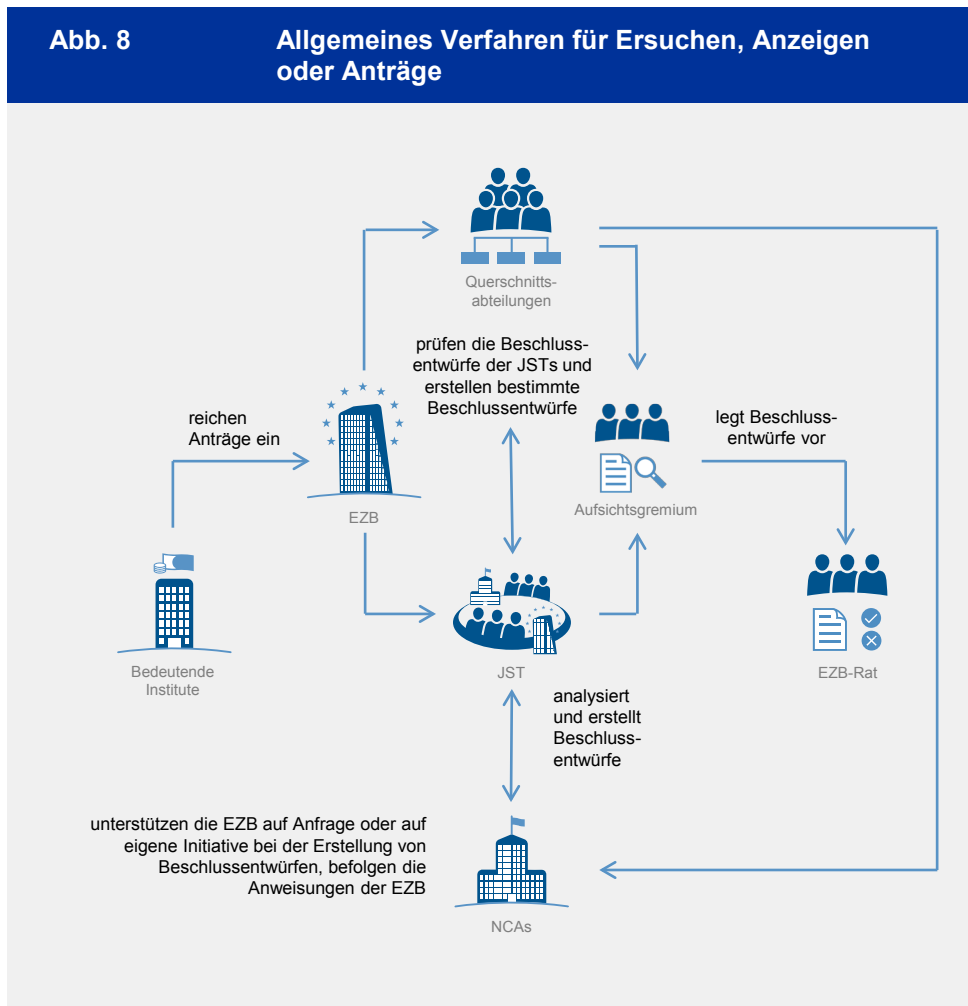 Abb. 8
Allgemeines Verfahren für Ersuchen, Anzeigen
oder Anträge
Querschnitts-
abteilungen
prüfen die Beschluss-
entwürfe der JSTs und
erstellen bestimmte
Beschlussentwürfe
reichen
Anträge ein
legt Beschluss-
entwürfe vor
EZB
Aufsichtsgremium
Bedeutende
Institute
JST
EZB-Rat
analysiert
und erstellt
Beschluss-
entwürfe
unterstützen die EZB auf Anfrage oder auf
eigene Initiative bei der Erstellung von
Beschlussentwürfen, befolgen die
Anweisungen der EZB
NCAs